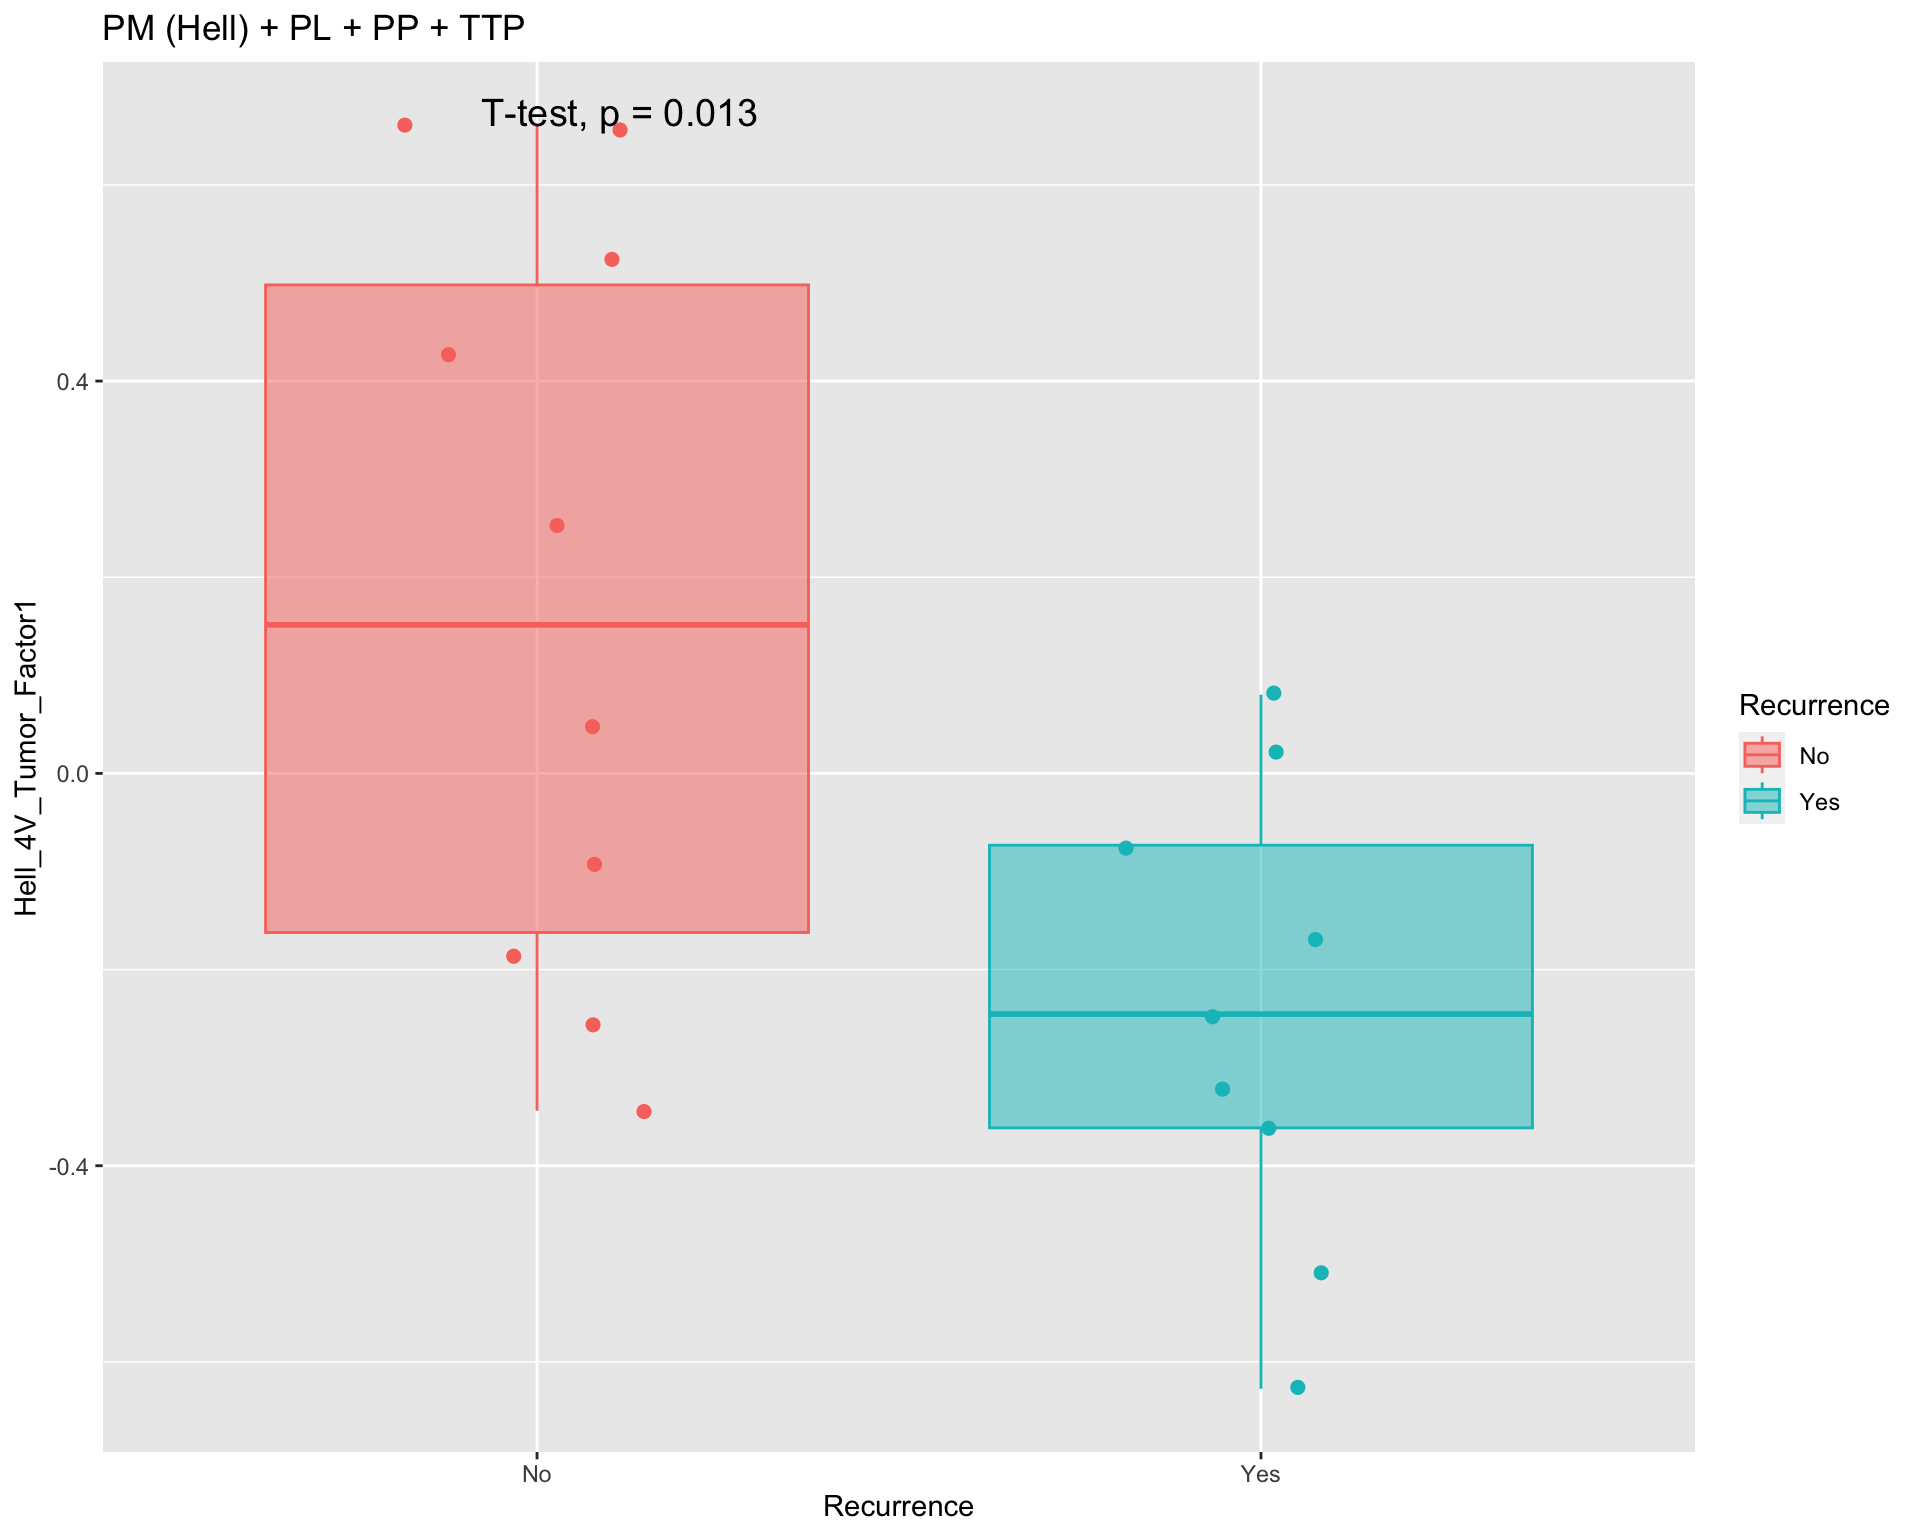 PM (Hell) + PL + PP + TTP
T-test, p = 0.013
Hell_4V_Tumor_Factor1
0.4
0.0
-0.4
No
Yes
Recurrence
Recurrence
No
Yes